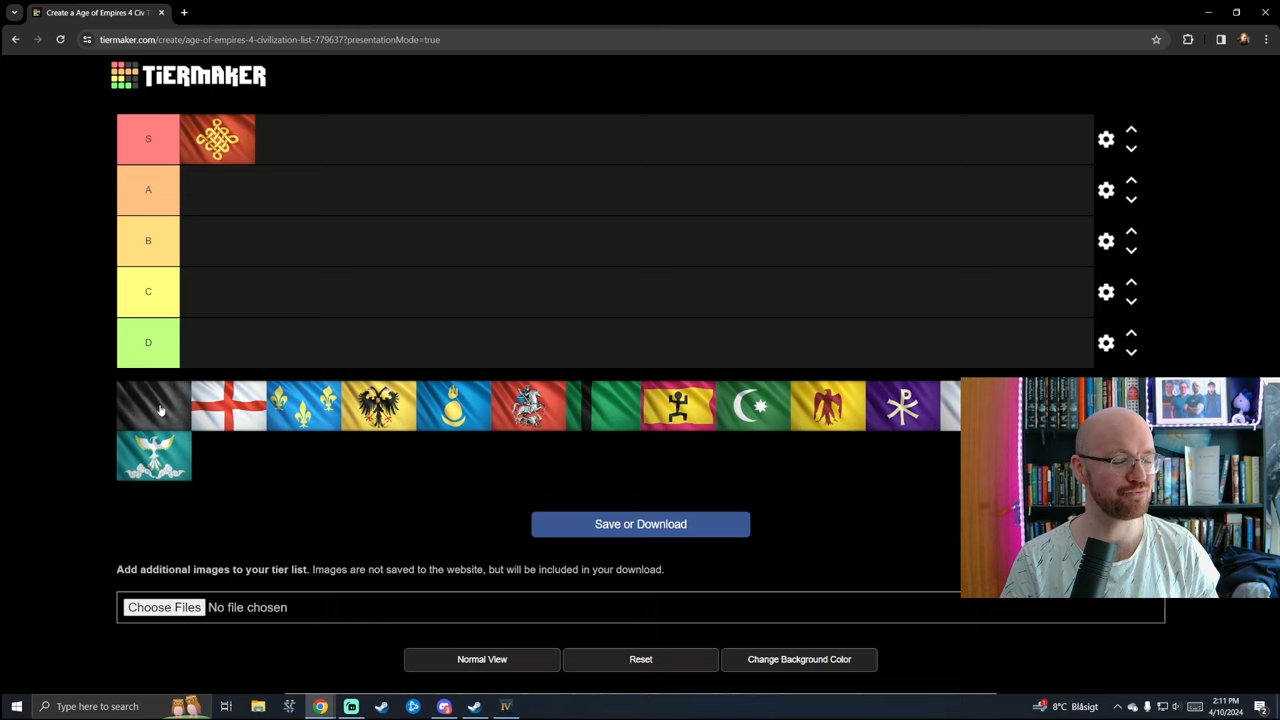 Create a Age of Empires 4 Civ T
tiermaker.com/create/age-of-empires-4-civilization-list-779637?presentationMode=true
TiERMAKER
S
A
B
C
D
Save or Download
Add additional images to your tier list. Images are not saved to the website, but will be included in your download.
Choose Files No file chosen
Normal View
Reset
Change Background Color
Type here to search
IV
8°C Blåsigt
2:11 PM
4/10/2024
2